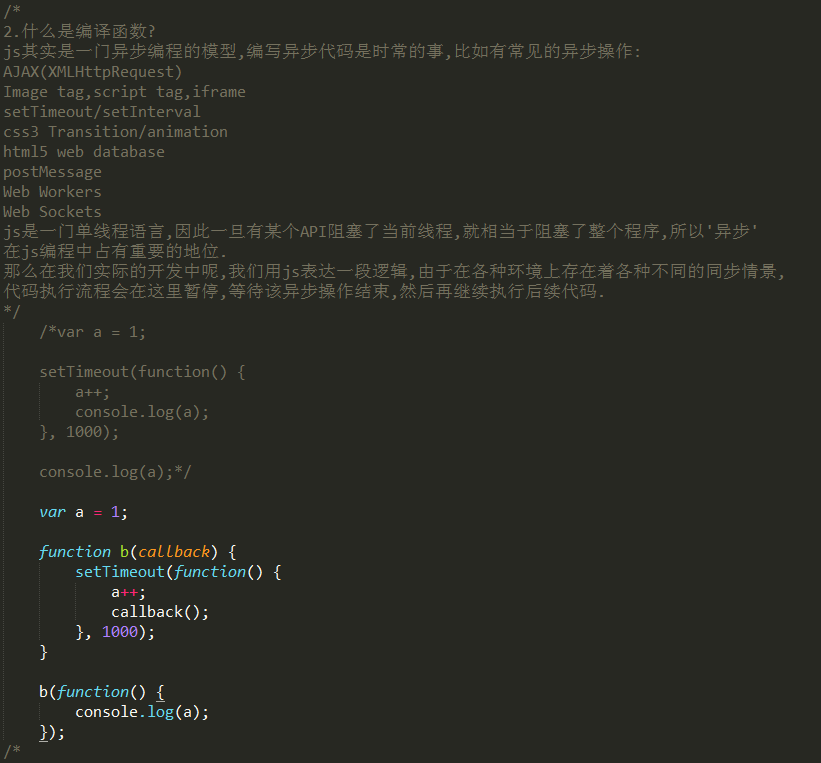 /*
2.什么是编译函数?
js其实是一门异步编程的模型,编写异步代码是时常的事,比如有常见的异步操作:
AJAX(XMLHttpRequest)
Image tag,script tag,iframe
setTimeout/setInterval
css3 Transition/animation
html5 web database
postMessage
Web Workers
Web Sockets
js是一门单线程语言,因此一旦有某个API阻塞了当前线程,就相当于阻塞了整个程序,所以'异步'
在js编程中占有重要的地位.
那么在我们实际的开发中呢,我们用js表达一段逻辑,由于在各种环境上存在着各种不同的同步情景,
代码执行流程会在这里暂停,等待该异步操作结束,然后再继续执行后续代码.
*/
    /*var a = 1;
    setTimeout(function() {
        a++;
        console.log(a);
    }, 1000);
    console.log(a);*/
    var a = 1;
    function b(callback) {
        setTimeout(function() {
            a++;
            callback();
        }, 1000);
    }
    b(function() {
        console.log(a);
    });
/*